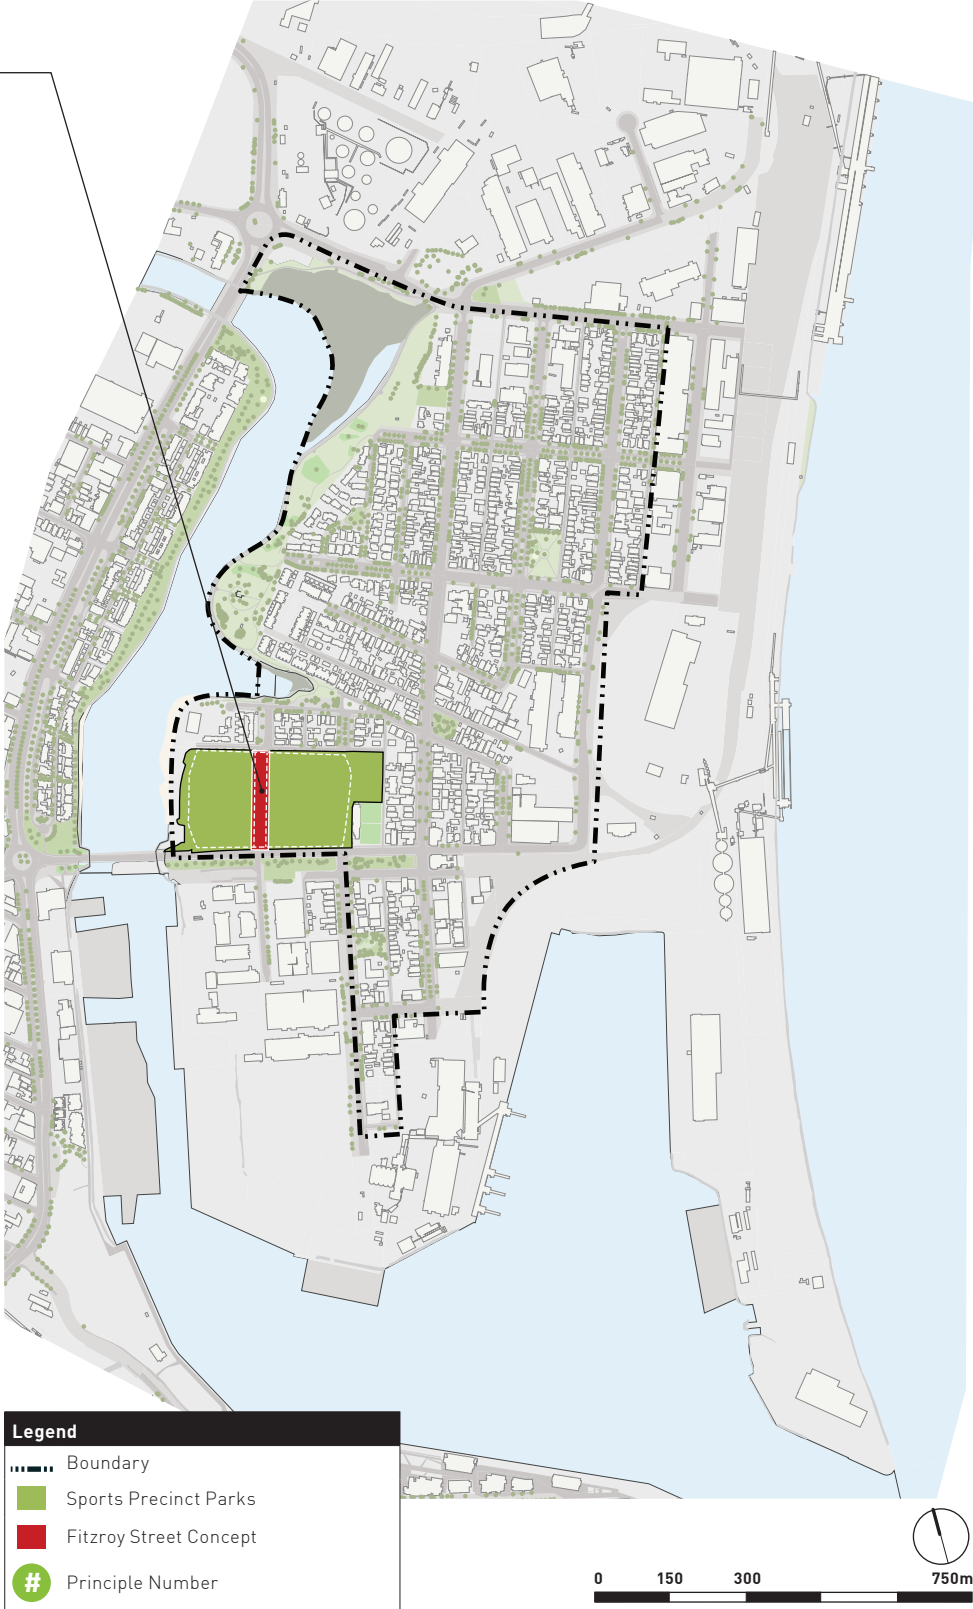 Legend
Boundary
Sports Precinct Parks
Fitzroy Street Concept
# Principle Number
0 150 300 750m